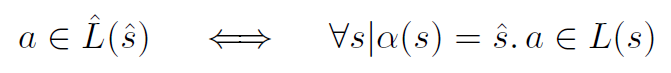 a ∈ L̂(ŝ) ⟺ ∀s|α(s) = ŝ. a ∈ L(s)